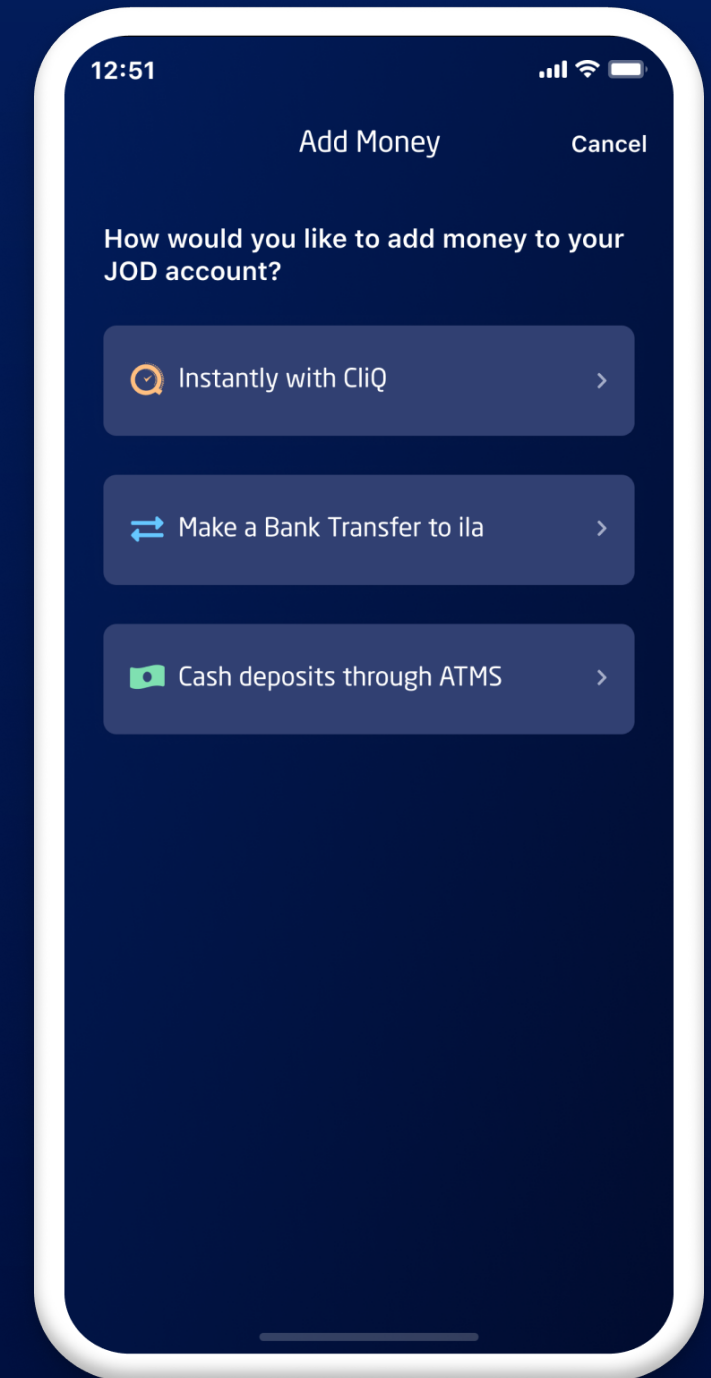 12:51
Add Money
Cancel
How would you like to add money to your
JOD account?
Instantly with CliQ
Make a Bank Transfer to ila
Cash deposits through ATMS